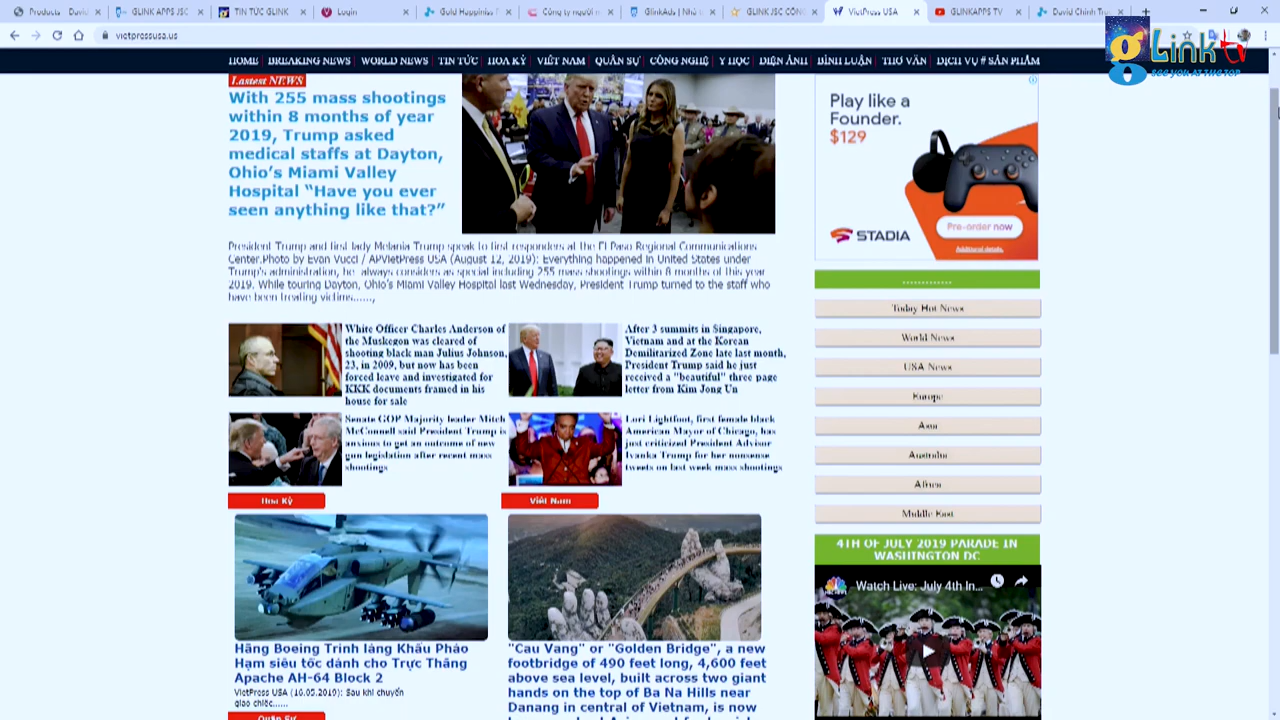 Products - David
GLINK APPS JSC
TIN TỨC GLINK
Login
Gold Happiness F
Công ty người m
GlinkAds | Nhà t
GLINK JSC CÔN
VietPress USA
GLINKAPPS TV
David Chinh Tru
vietpressusa.us
gLink tv
SEE YOU AT THE TOP
HOME BREAKING NEWS WORLD NEWS TIN TỨC HOA KỲ VIỆT NAM QUÂN SỰ CÔNG NGHỆ Y HỌC ĐIỆN ẢNH BÌNH LUẬN THƠ VĂN DỊCH VỤ # SẢN PHẨM
Lastest NEWS
With 255 mass shootings
within 8 months of year
2019, Trump asked
medical staffs at Dayton,
Ohio’s Miami Valley
Hospital “Have you ever
seen anything like that?”
President Trump and first lady Melania Trump speak to first responders at the El Paso Regional Communications
Center.Photo by Evan Vucci / APVietPress USA (August 12, 2019): Everything happened in United States under
Trump's administration, he always considers as special including 255 mass shootings within 8 months of this year
2019. While touring Dayton, Ohio’s Miami Valley Hospital last Wednesday, President Trump turned to the staff who
have been treating victims......,
White Officer Charles Anderson of
the Muskegon was cleared of
shooting black man Julius Johnson,
23, in 2009, but now has been
forced leave and investigated for
KKK documents framed in his
house for sale
After 3 summits in Singapore,
Vietnam and at the Korean
Demilitarized Zone late last month,
President Trump said he just
received a "beautiful" three page
letter from Kim Jong Un
Senate GOP Majority leader Mitch
McConnell said President Trump is
anxious to get an outcome of new
gun legislation after recent mass
shootings
Lori Lightfoot, first female black
American Mayor of Chicago, has
just criticized President Advisor
Ivanka Trump for her nonsense
tweets on last week mass shootings
Hoa Kỳ
Việt Nam
Hãng Boeing Trình làng Khẩu Pháo
Hạm siêu tốc dành cho Trực Thăng
Apache AH-64 Block 2
VietPress USA (16.05.2019): Sau khi chuyến
giao chiếc......
Quân Sự
"Cau Vang" or "Golden Bridge", a new
footbridge of 490 feet long, 4,600 feet
above sea level, built across two giant
hands on the top of Ba Na Hills near
Danang in central of Vietnam, is now
Play like a
Founder.
$129
STADIA
Pre-order now
Additional details.
.............
Today Hot News
World News
USA News
Europe
Asia
Australia
Africa
Middle East
4TH OF JULY 2019 PARADE IN
WASHINGTON DC
NBC NEWS
Watch Live: July 4th In...